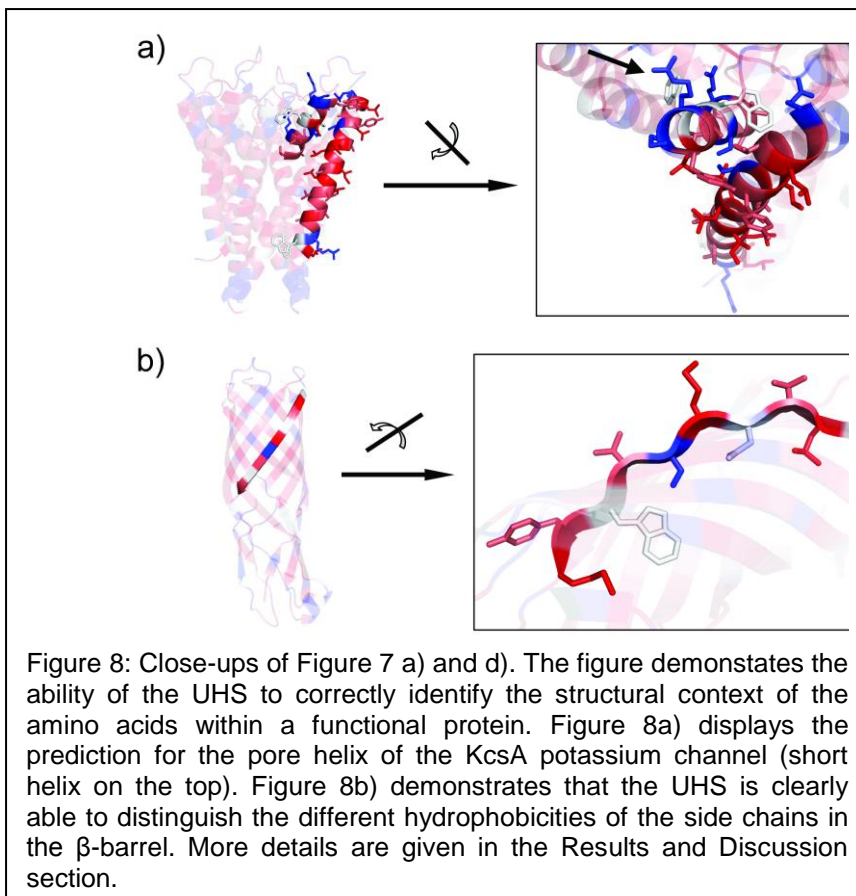 a)
b)
Figure 8: Close-ups of Figure 7 a) and d). The figure demonstates the
ability of the UHS to correctly identify the structural context of the
amino acids within a functional protein. Figure 8a) displays the
prediction for the pore helix of the KcsA potassium channel (short
helix on the top). Figure 8b) demonstrates that the UHS is clearly
able to distinguish the different hydrophobicities of the side chains in
the β-barrel. More details are given in the Results and Discussion
section.